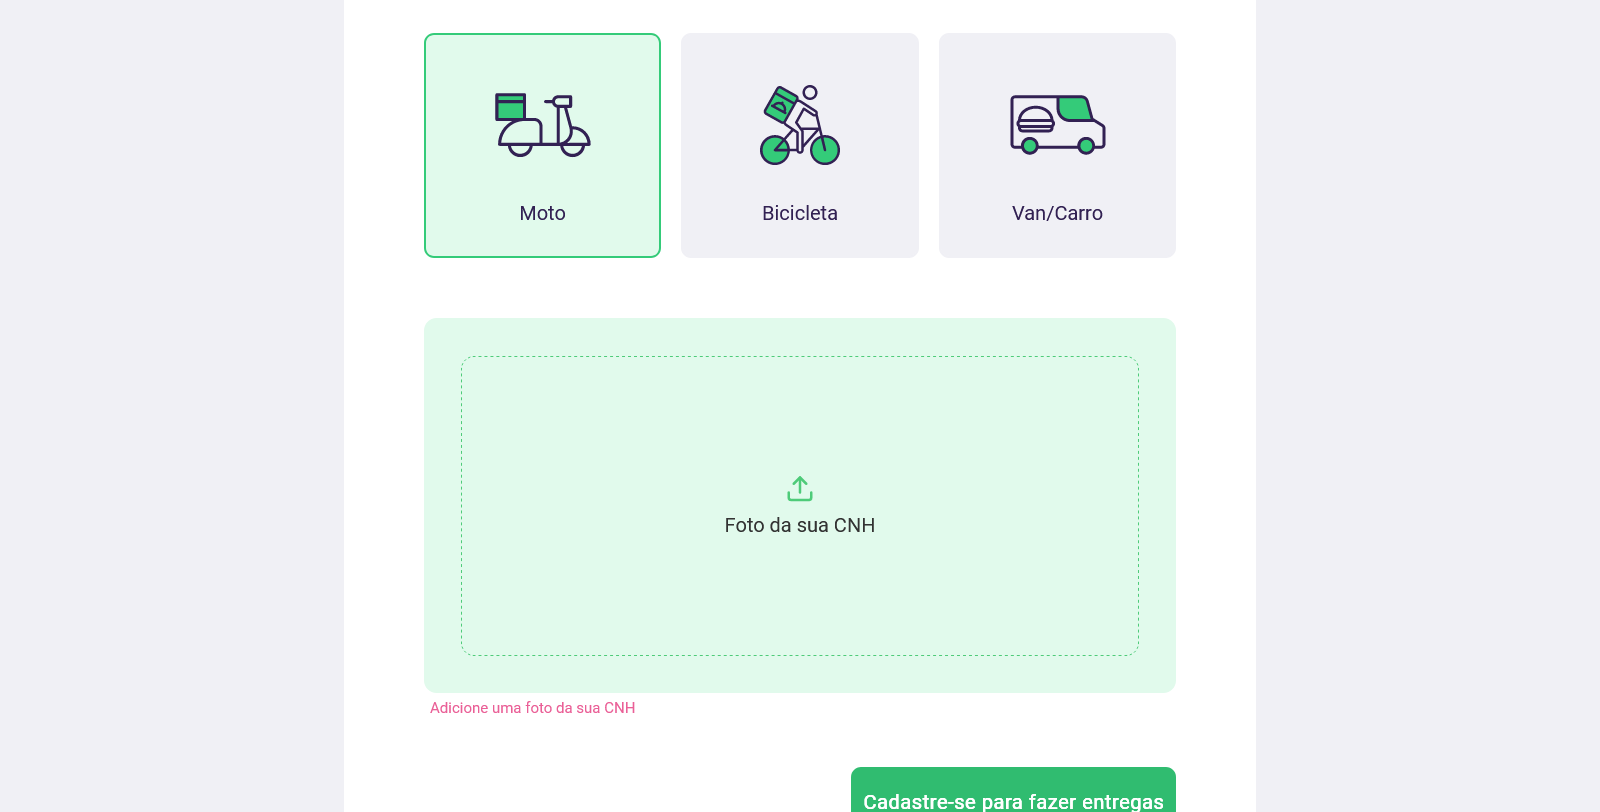 Moto
Bicicleta
Van/Carro
Foto da sua CNH
Adicione uma foto da sua CNH
Cadastre-se para fazer entregas